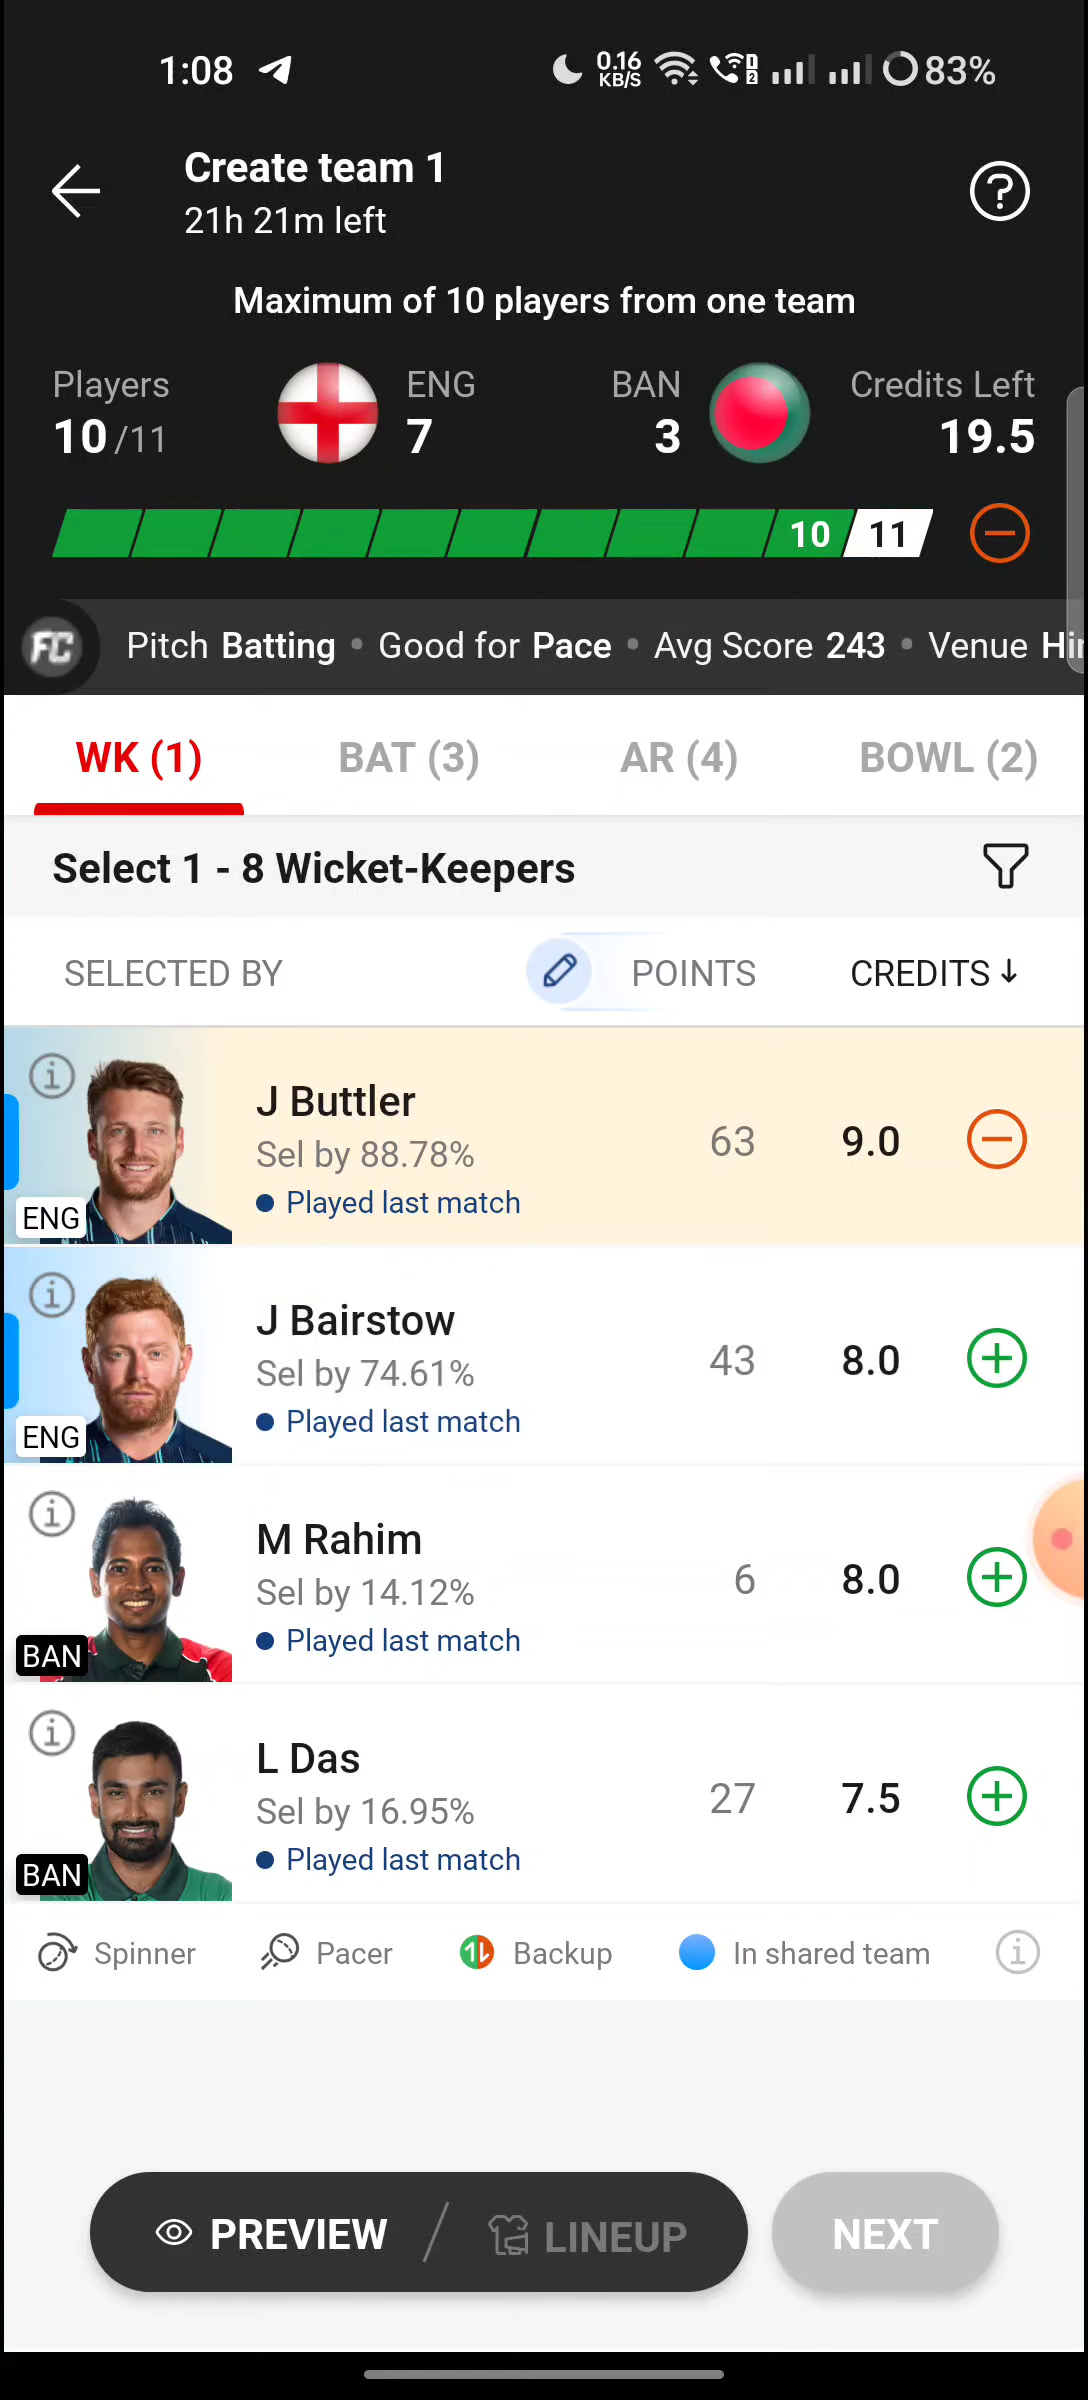 1:08 0.16 KB/S 1 2 83%
Create team 1
21h 21m left
Maximum of 10 players from one team
Players ENG BAN Credits Left
10/11 7 3 19.5
10 11
FC Pitch Batting • Good for Pace • Avg Score 243 • Venue
WK (1) BAT (3) AR (4) BOWL (2)
Select 1 - 8 Wicket-Keepers
SELECTED BY POINTS CREDITS ↓
J Buttler
Sel by 88.78% 63 9.0
Played last match
ENG
J Bairstow
Sel by 74.61% 43 8.0
Played last match
ENG
M Rahim
Sel by 14.12% 6 8.0
Played last match
BAN
L Das
Sel by 16.95% 27 7.5
Played last match
BAN
Spinner Pacer Backup In shared team
PREVIEW / LINEUP NEXT